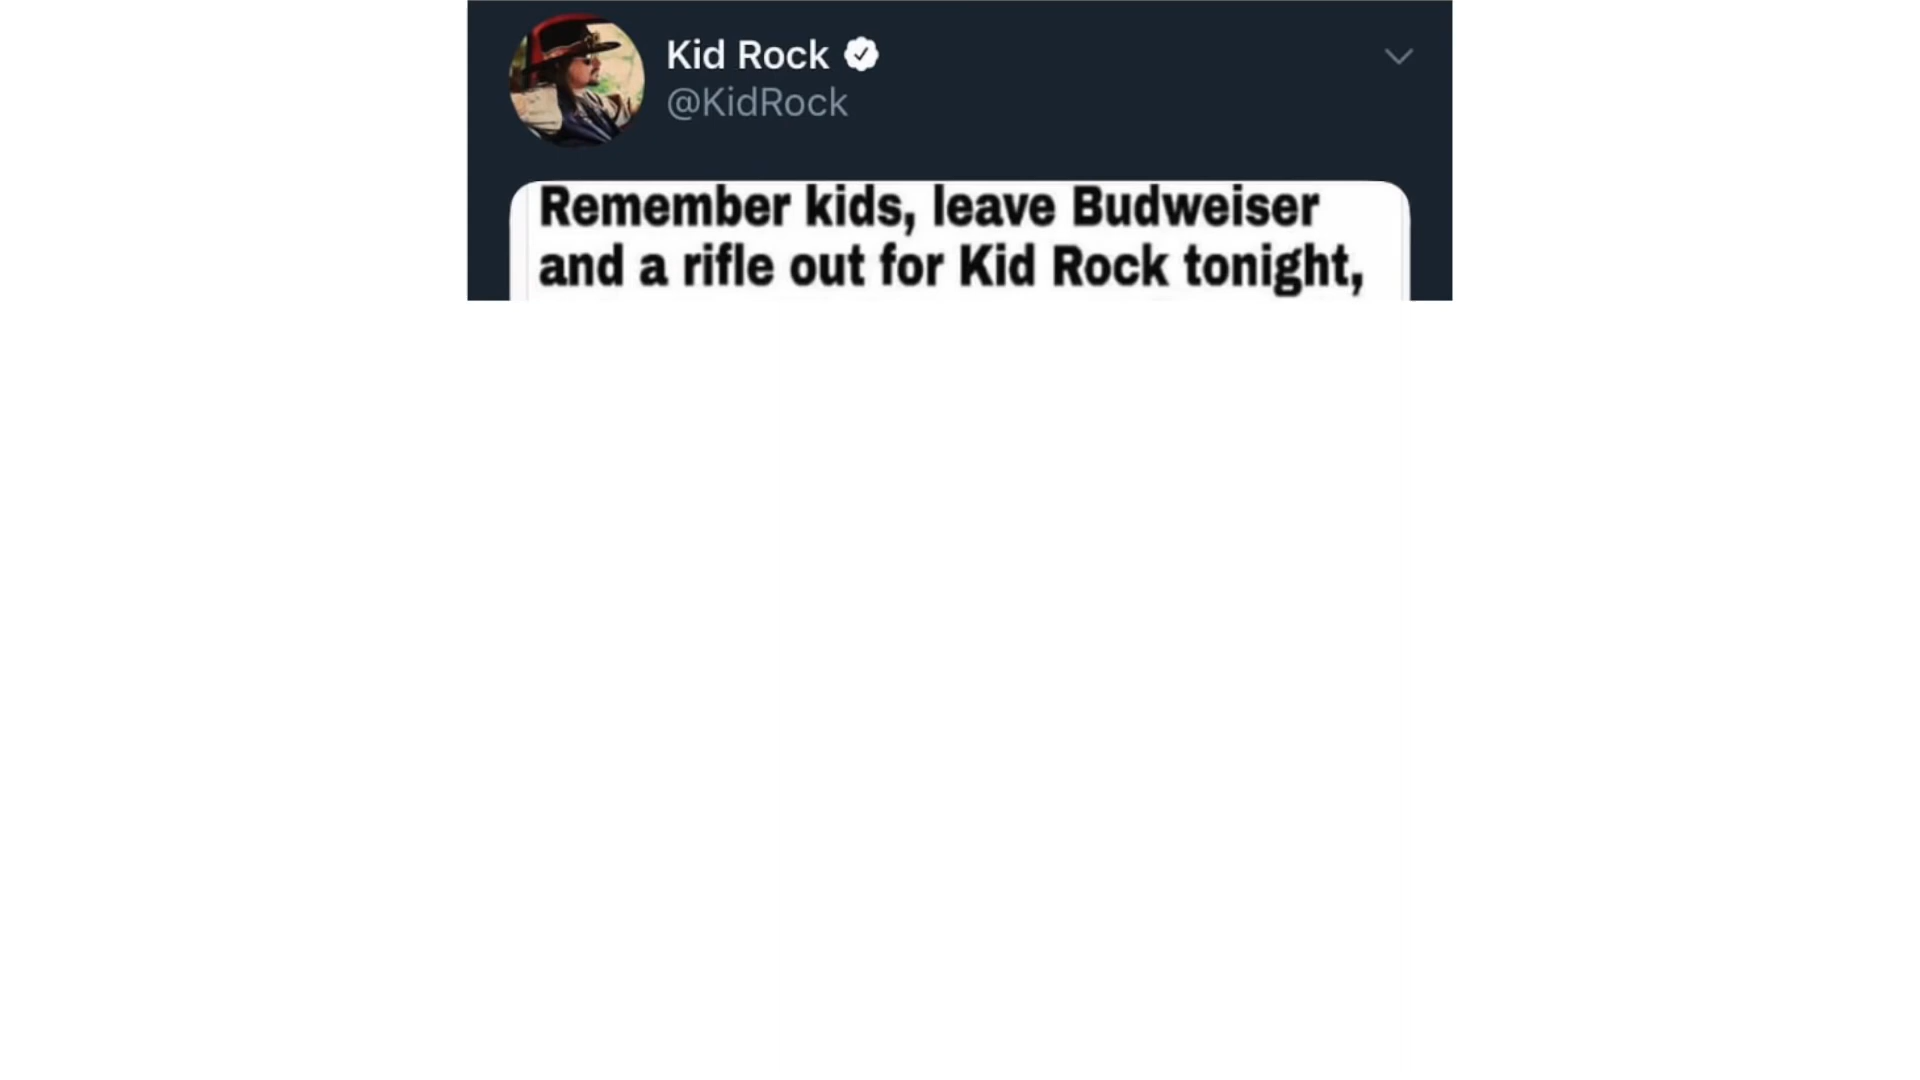 Kid Rock
@KidRock
Remember kids, leave Budweiser
and a rifle out for Kid Rock tonight,